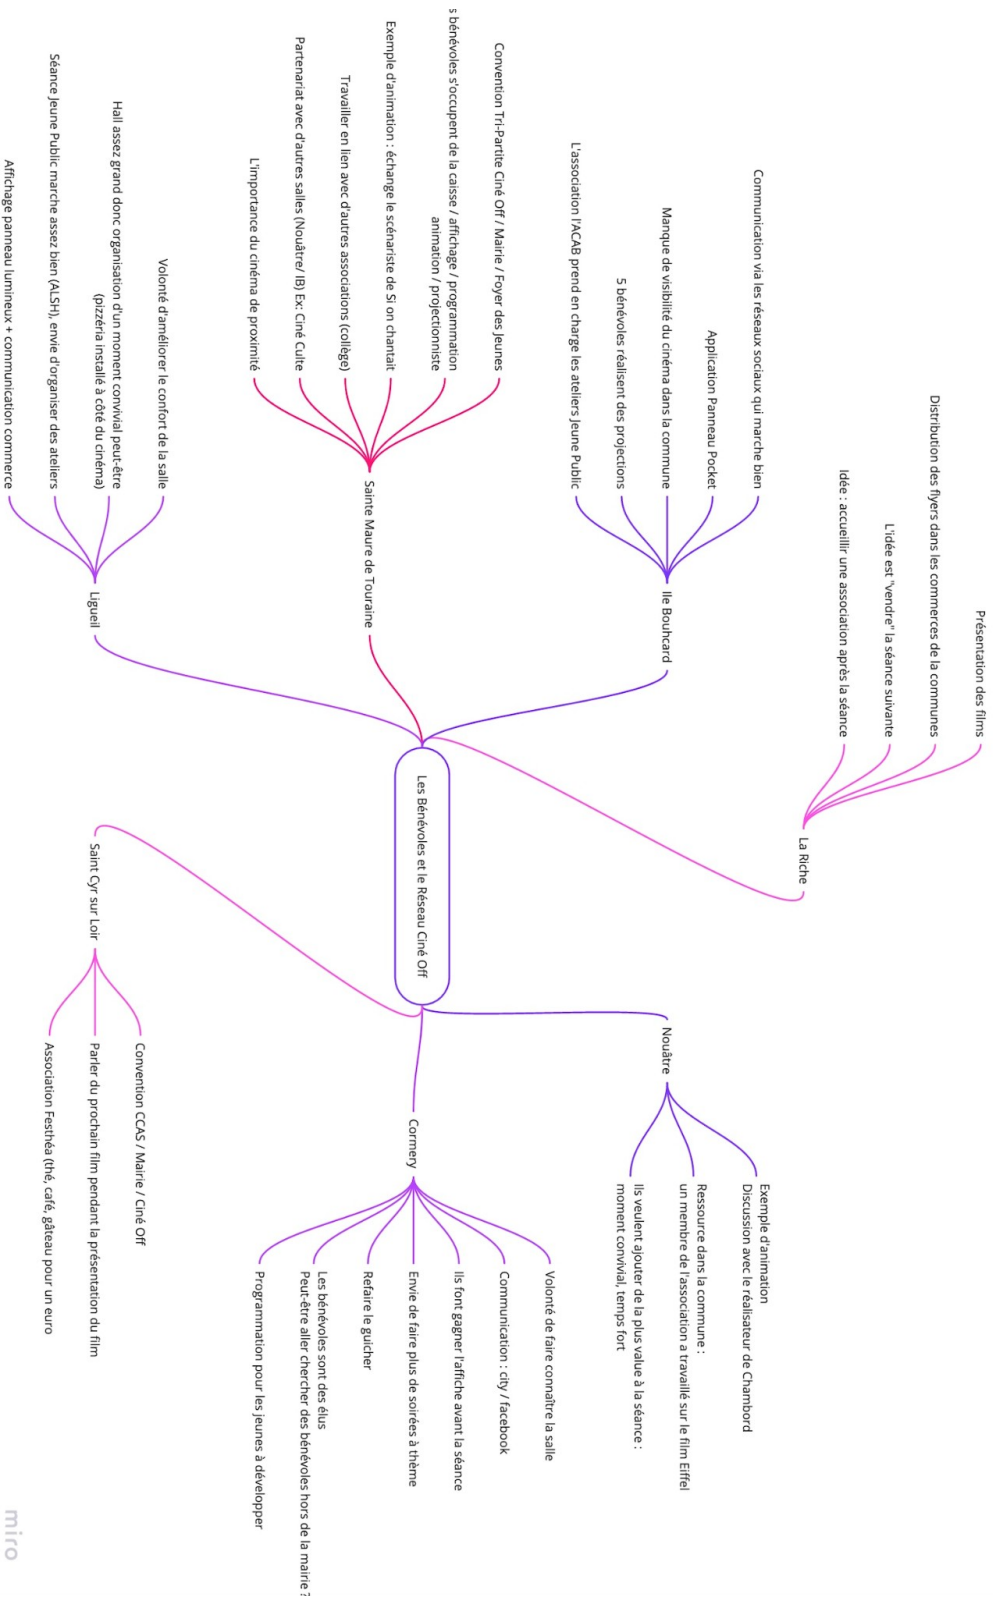 Présentation des films
Distribution des flyers dans les commerces de la communes
L'idée est "vendre" la séance suivante
Idée : accueillir une association après la séance
La Riche
Communication via les réseaux sociaux qui marche bien
Application Panneau Pocket
Manque de visibilité du cinéma dans la commune
5 bénévoles réalisent des projections
L'association l'ACAB prend en charge les ateliers Jeune Public
Ile Bouhcard
Convention Tri-Partite Ciné Off / Mairie / Foyer des Jeunes
s bénévoles s'occupent de la caisse / affichage / programmation
animation / projectionniste
Exemple d'animation : échange le scénariste de Si on chantait
Travailler en lien avec d'autres associations (collège)
Partenariat avec d'autres salles (Nouâtre/ IB) Ex: Ciné Culte
L'importance du cinéma de proximité
Sainte Maure de Touraine
Volonté d'améliorer le confort de la salle
Hall assez grand donc organisation d'un moment convivial peut-être
(pizzéria installé à côté du cinéma)
Séance Jeune Public marche assez bien (ALSH), envie d'organiser des ateliers
Affichage panneau lumineux + communication commerce
Ligueil
Les Bénévoles et le Réseau Ciné Off
Nouâtre
Exemple d'animation
Discussion avec le réalisateur de Chambord
Ressource dans la commune :
un membre de l'association a travaillé sur le film Eiffel
Ils veulent ajouter de la plus value à la séance :
moment convivial, temps fort
Cormery
Volonté de faire connaître la salle
Communication : city / facebook
Ils font gagner l'affiche avant la séance
Envie de faire plus de soirées à thème
Refaire le guicher
Les bénévoles sont des élus
Peut-être aller chercher des bénévoles hors de la mairie ?
Programmation pour les jeunes à développer
Saint Cyr sur Loir
Convention CCAS / Mairie / Ciné Off
Parler du prochain film pendant la présentation du film
Association Festhéa (thé, café, gâteau pour un euro
miro